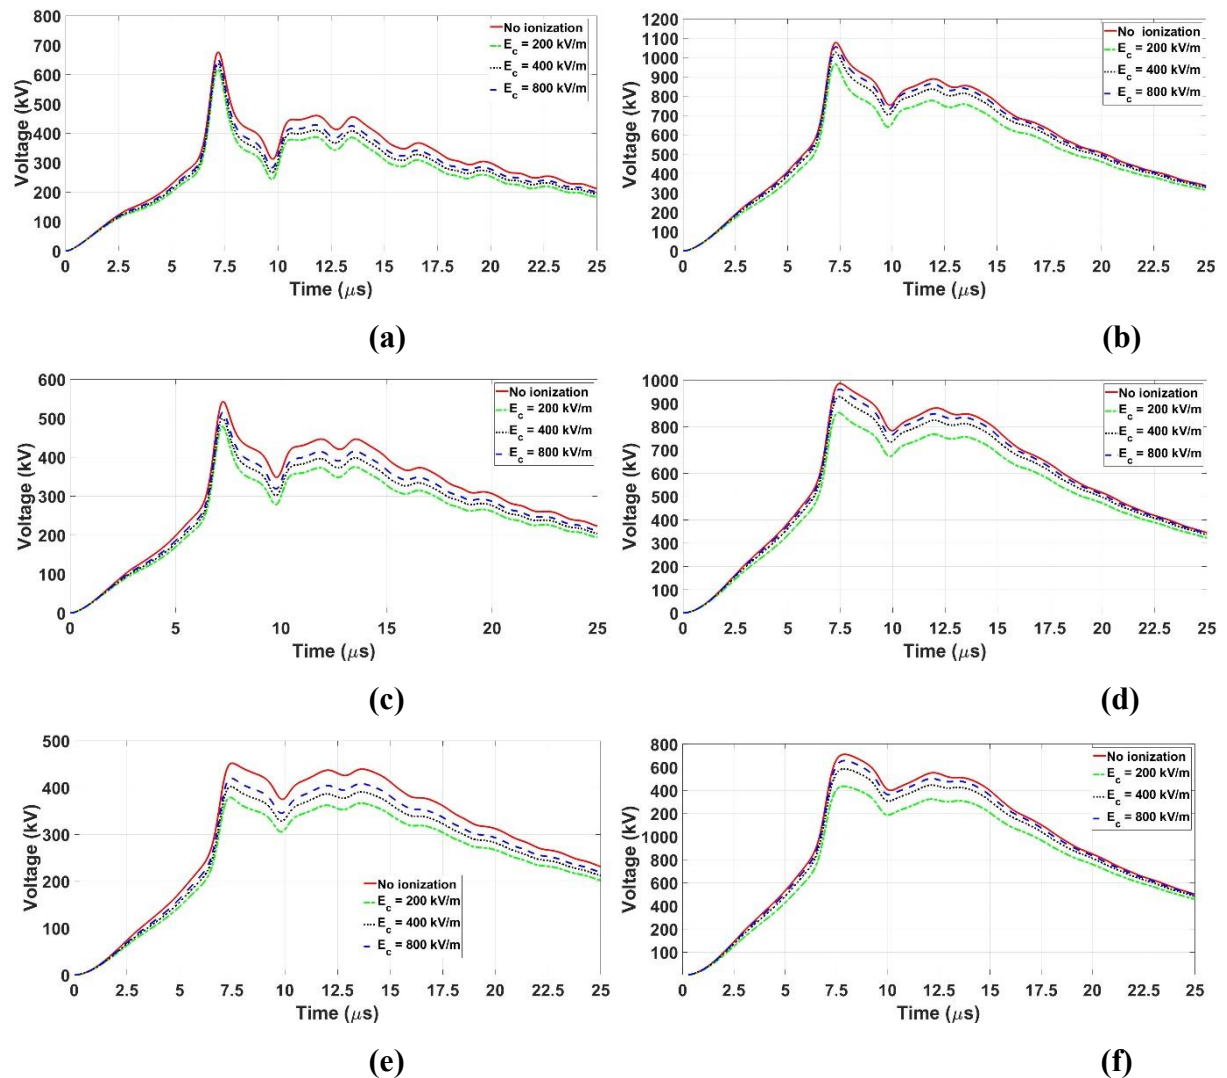 800
700
600
500
400
300
200
100
0
Voltage (kV)
No ionization
E_c = 200 kV/m
E_c = 400 kV/m
E_c = 800 kV/m
0 2.5 5 7.5 10 12.5 15 17.5 20 22.5 25
Time (μs)
(a)
1200
1100
1000
900
800
700
600
500
400
300
200
100
0
Voltage (kV)
No ionization
E_c = 200 kV/m
E_c = 400 kV/m
E_c = 800 kV/m
0 2.5 5 7.5 10 12.5 15 17.5 20 22.5 25
Time (μs)
(b)
600
500
400
300
200
100
0
Voltage (kV)
No ionization
E_c = 200 kV/m
E_c = 400 kV/m
E_c = 800 kV/m
0 5 10 15 20 25
Time (μs)
(c)
1000
900
800
700
600
500
400
300
200
100
0
Voltage (kV)
No ionization
E_c = 200 kV/m
E_c = 400 kV/m
E_c = 800 kV/m
0 2.5 5 7.5 10 12.5 15 17.5 20 22.5 25
Time (μs)
(d)
500
400
300
200
100
0
Voltage (kV)
No ionization
E_c = 200 kV/m
E_c = 400 kV/m
E_c = 800 kV/m
0 2.5 5 7.5 10 12.5 15 17.5 20 22.5 25
Time (μs)
(e)
800
600
400
200
1000
800
600
400
100
Voltage (kV)
No ionization
E_c = 200 kV/m
E_c = 400 kV/m
E_c = 800 kV/m
0 2.5 5 7.5 10 12.5 15 17.5 20 22.5 25
Time (μs)
(f)